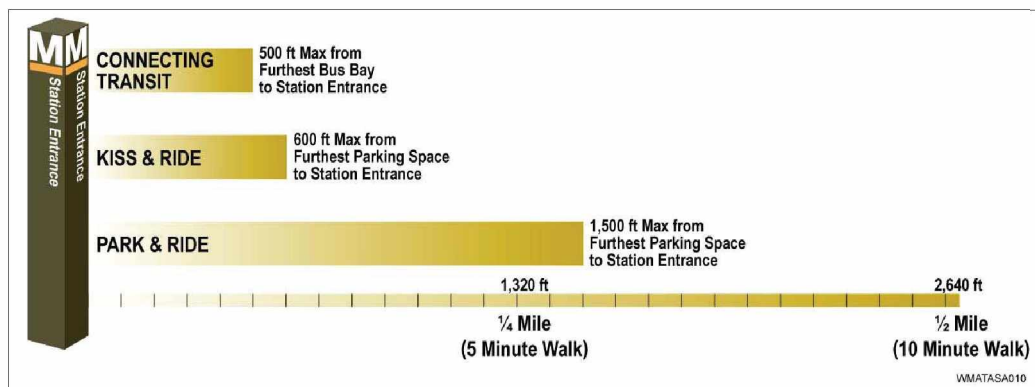 M M
Station Entrance
Station Entrance
CONNECTING
TRANSIT
500 ft Max from
Furthest Bus Bay
to Station Entrance
KISS & RIDE
600 ft Max from
Furthest Parking Space
to Station Entrance
PARK & RIDE
1,500 ft Max from
Furthest Parking Space
to Station Entrance
1,320 ft
2,640 ft
¼ Mile
(5 Minute Walk)
½ Mile
(10 Minute Walk)
WMATASA010